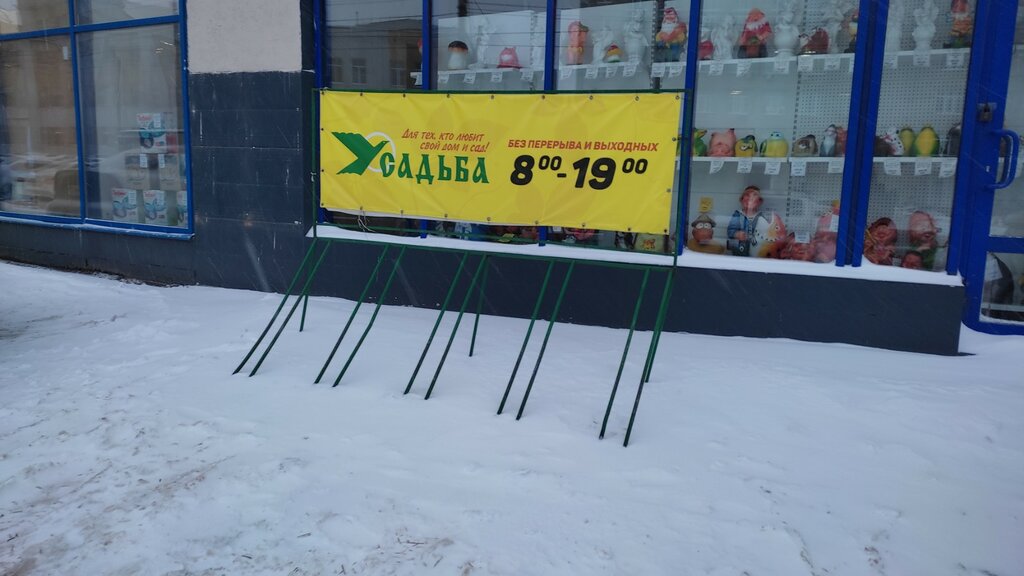 Для тех, кто любит
свой дом и сад!
Усадьба
БЕЗ ПЕРЕРЫВА И ВЫХОДНЫХ
8⁰⁰-19⁰⁰